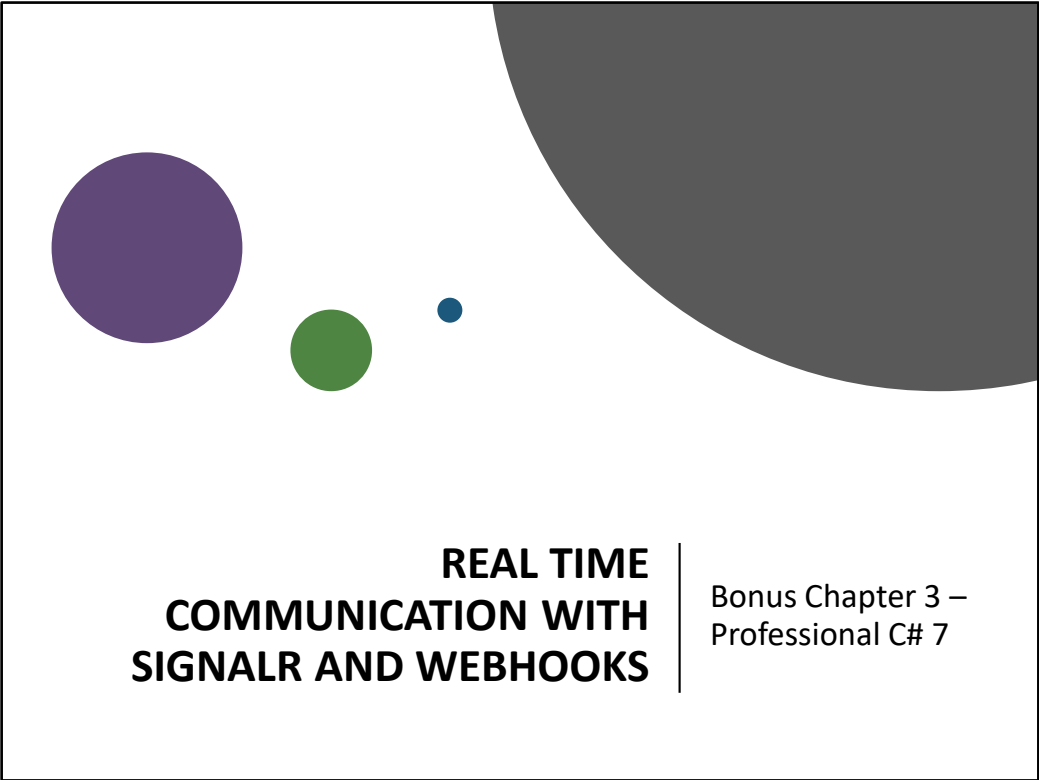 REAL TIME
COMMUNICATION WITH
SIGNALR AND WEBHOOKS
Bonus Chapter 3 –
Professional C# 7